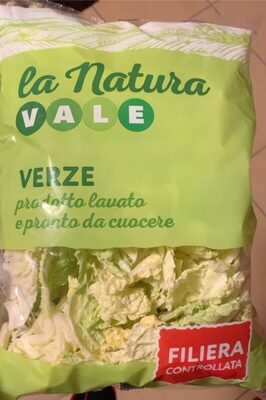 la Natura
VALE
VERZE
prodotto lavato
e pronto da cuocere
FILIERA
CONTROLLATA